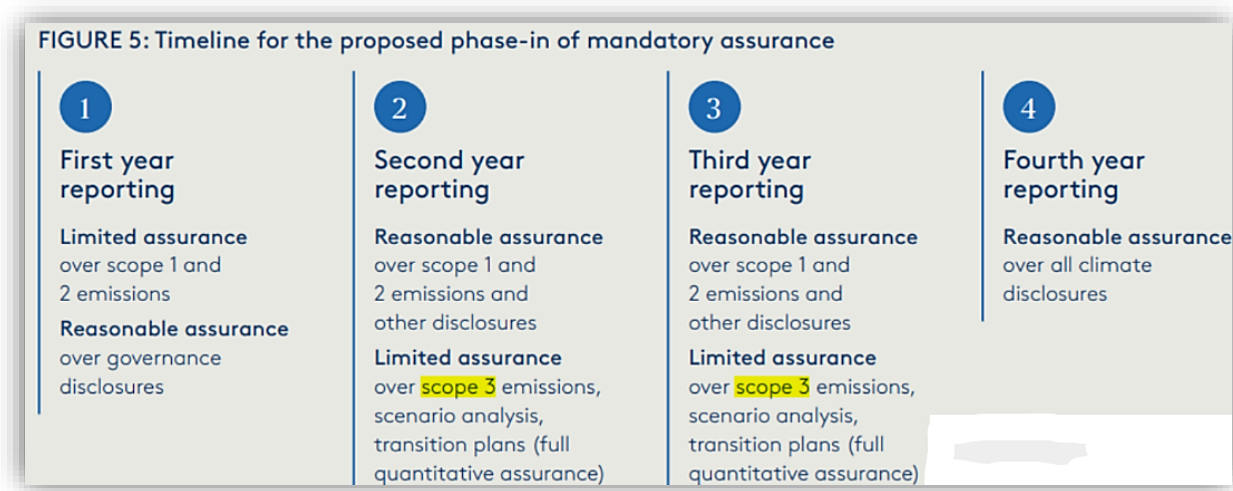 FIGURE 5: Timeline for the proposed phase-in of mandatory assurance
1
First year
reporting
Limited assurance
over scope 1 and
2 emissions
Reasonable assurance
over governance
disclosures
2
Second year
reporting
Reasonable assurance
over scope 1 and
2 emissions and
other disclosures
Limited assurance
over scope 3 emissions,
scenario analysis,
transition plans (full
quantitative assurance)
3
Third year
reporting
Reasonable assurance
over scope 1 and
2 emissions and
other disclosures
Limited assurance
over scope 3 emissions,
scenario analysis,
transition plans (full
quantitative assurance)
4
Fourth year
reporting
Reasonable assurance
over all climate
disclosures